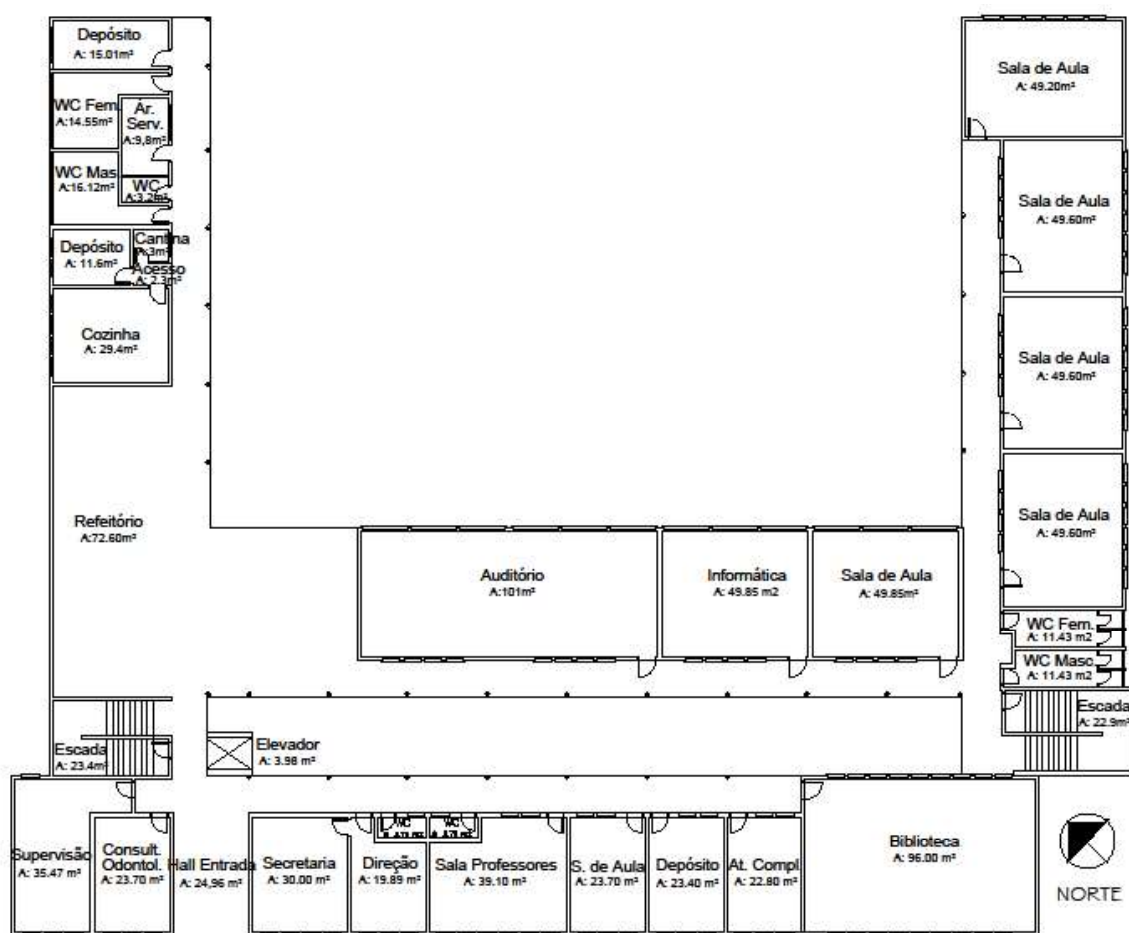 Depósito
A: 15.01m²
WC Fem.
A:14.55m²
Ár.
Serv.
A:9,8m²
WC Mas.
A:16.12m²
WC
A:3.2m²
Depósito
A: 11.6m²
Cantina
A:3m²
Acesso
A: 2.3m²
Cozinha
A: 29.4m²
Refeitório
A:72.60m²
Escada
A: 23.4m²
Elevador
A: 3.98 m²
Auditório
A:101m²
Informática
A: 49.85 m2
Sala de Aula
A: 49.85m²
Sala de Aula
A: 49.20m²
Sala de Aula
A: 49.60m²
Sala de Aula
A: 49.60m²
Sala de Aula
A: 49.60m²
WC Fem.
A: 11.43 m2
WC Masc.
A: 11.43 m2
Escada
A: 22.9m²
Supervisão
A: 35.47 m²
Consult.
Odontol.
A: 23.70 m²
Hall Entrada
A: 24,96 m²
Secretaria
A: 30.00 m²
WC
Direção
A: 19.89 m²
WC
Sala Professores
A: 39.10 m²
S. de Aula
A: 23.70 m²
Depósito
A: 23.40 m²
At. Compl.
A: 22.80 m²
Biblioteca
A: 96.00 m²
NORTE